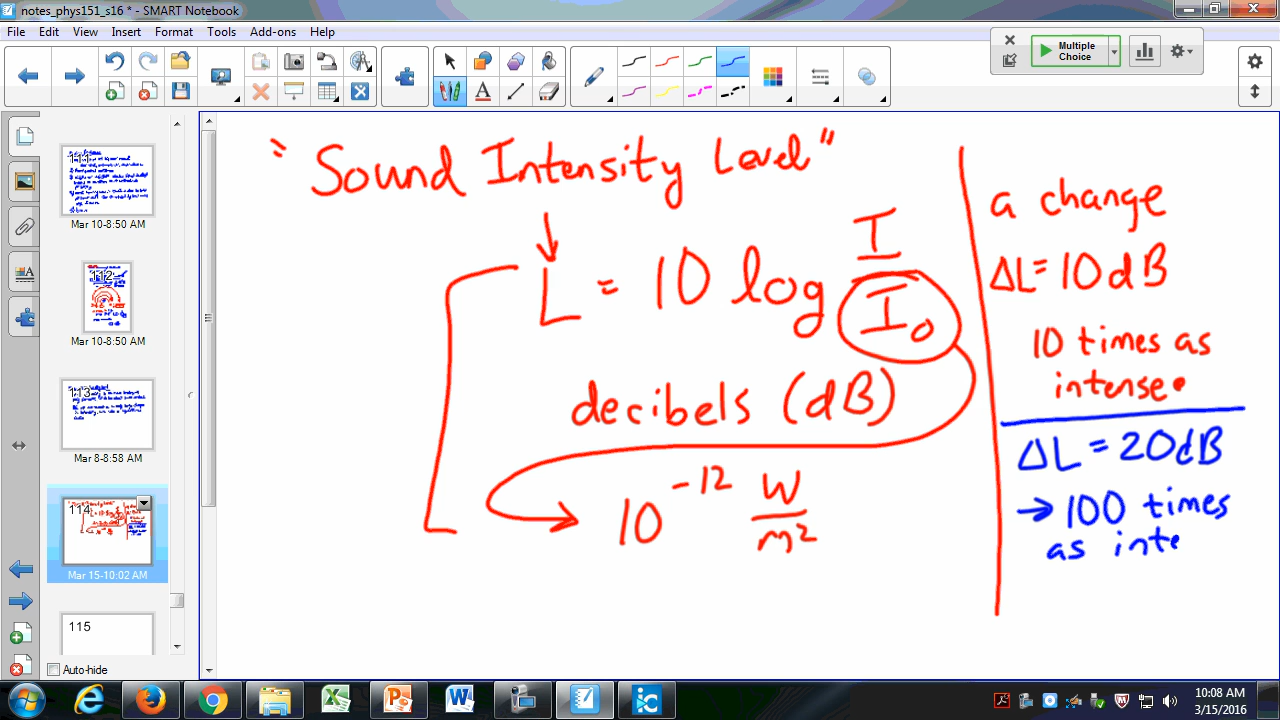 notes_phys151_s16 * - SMART Notebook
File Edit View Insert Format Tools Add-ons Help
Multiple Choice
"Sound Intensity Level"
L = 10 log I/I₀
decibels (dB)
10⁻¹² W/m²
a change
ΔL = 10 dB
10 times as
intense
ΔL = 20 dB
→ 100 times
as inte
Mar 10-8:50 AM
112
Mar 10-8:50 AM
113
Mar 8-8:58 AM
114
Mar 15-10:02 AM
115
Auto-hide
10:08 AM
3/15/2016